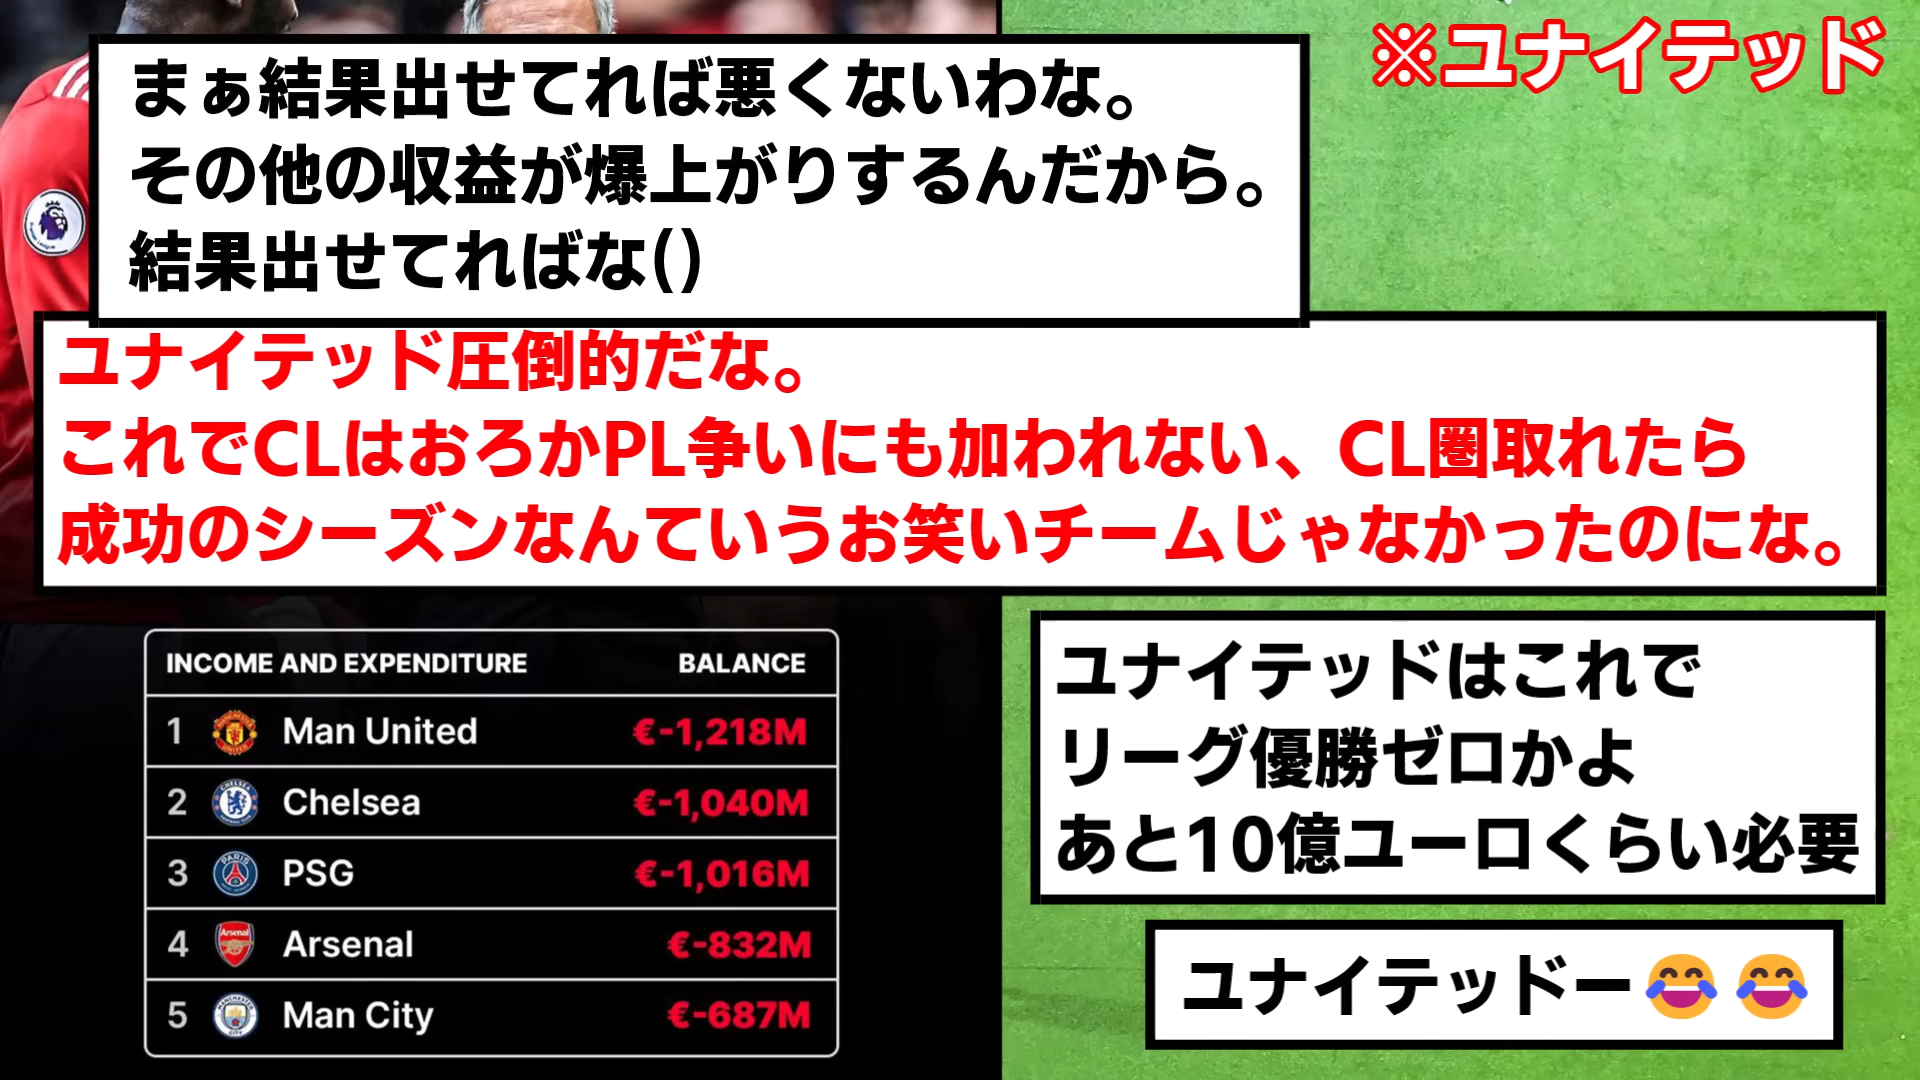 ※ユナイテッド
まぁ結果出せてれば悪くないわな。
その他の収益が爆上がりするんだから。
結果出せてればな()
ユナイテッド圧倒的だな。
これでCLはおろかPL争いにも加われない、CL圏取れたら
成功のシーズンなんていうお笑いチームじゃなかったのにな。
INCOME AND EXPENDITURE BALANCE
1 Man United €-1,218M
2 Chelsea €-1,040M
3 PSG €-1,016M
4 Arsenal €-832M
5 Man City €-687M
ユナイテッドはこれで
リーグ優勝ゼロかよ
あと10億ユーロくらい必要
ユナイテッドー😂😂